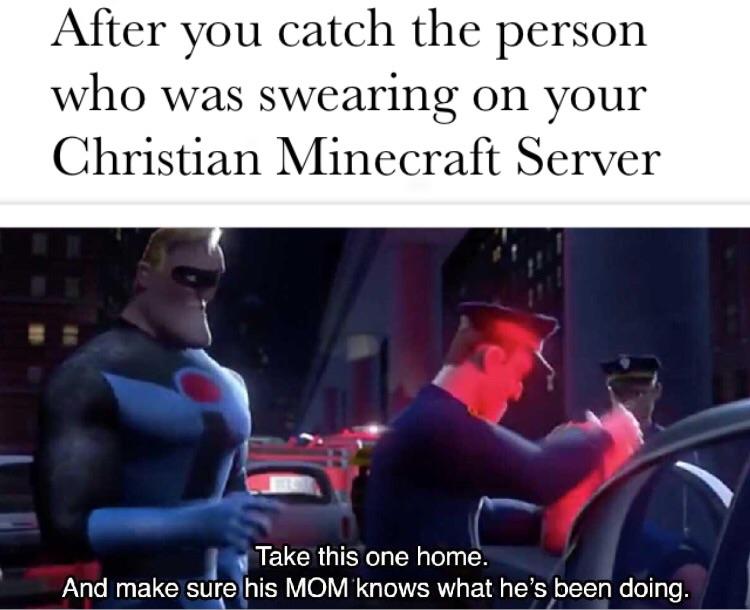 After you catch the person
who was swearing on your
Christian Minecraft Server
Take this one home.
And make sure his MOM knows what he's been doing.